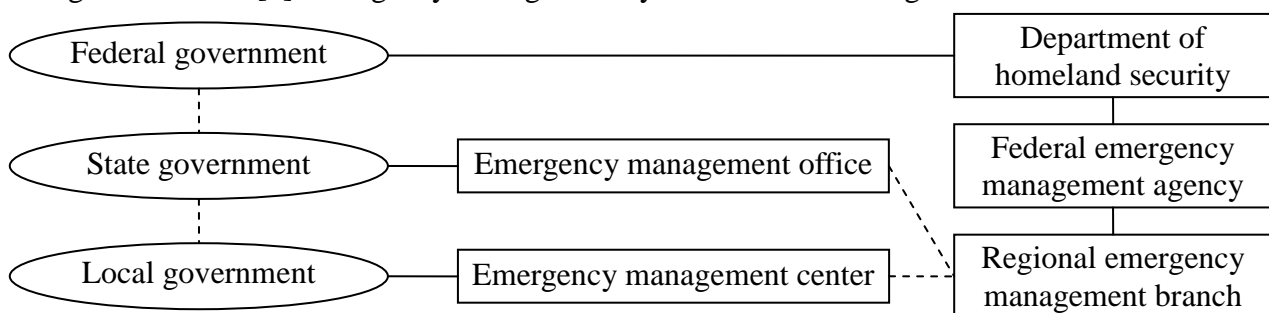 Federal government
Department of
homeland security
State government
Emergency management office
Federal emergency
management agency
Local government
Emergency management center
Regional emergency
management branch